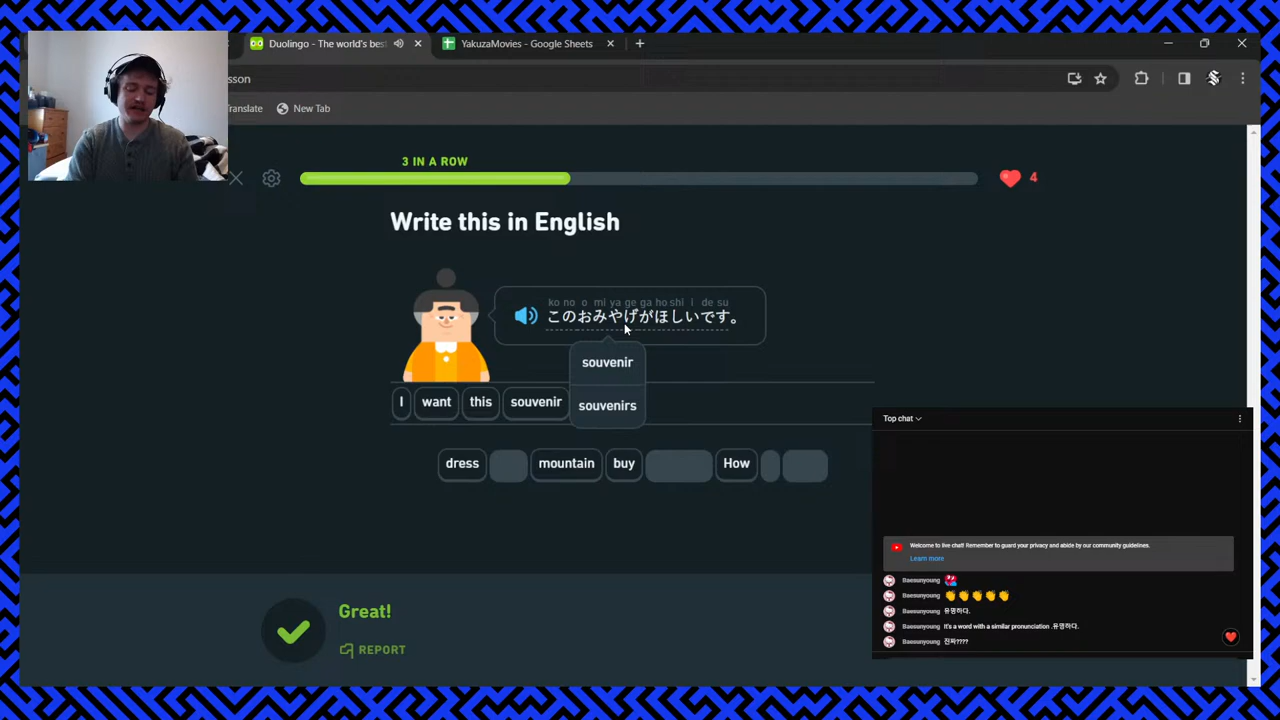 Duolingo - The world's bes
YakuzaMovies - Google Sheets
sson
Translate
New Tab
3 IN A ROW
4
Write this in English
ko no o mi ya ge ga ho shi i de su
このおみやげがほしいです。
souvenir
souvenirs
I want this souvenir
dress mountain buy How
Top chat
Welcome to live chat! Remember to guard your privacy and abide by our community guidelines.
Learn more
Baesunyoung
Baesunyoung 👏👏👏👏👏
Baesunyoung 유명하다.
Baesunyoung It's a word with a similar pronunciation .유명하다.
Baesunyoung 진짜????
Great!
REPORT